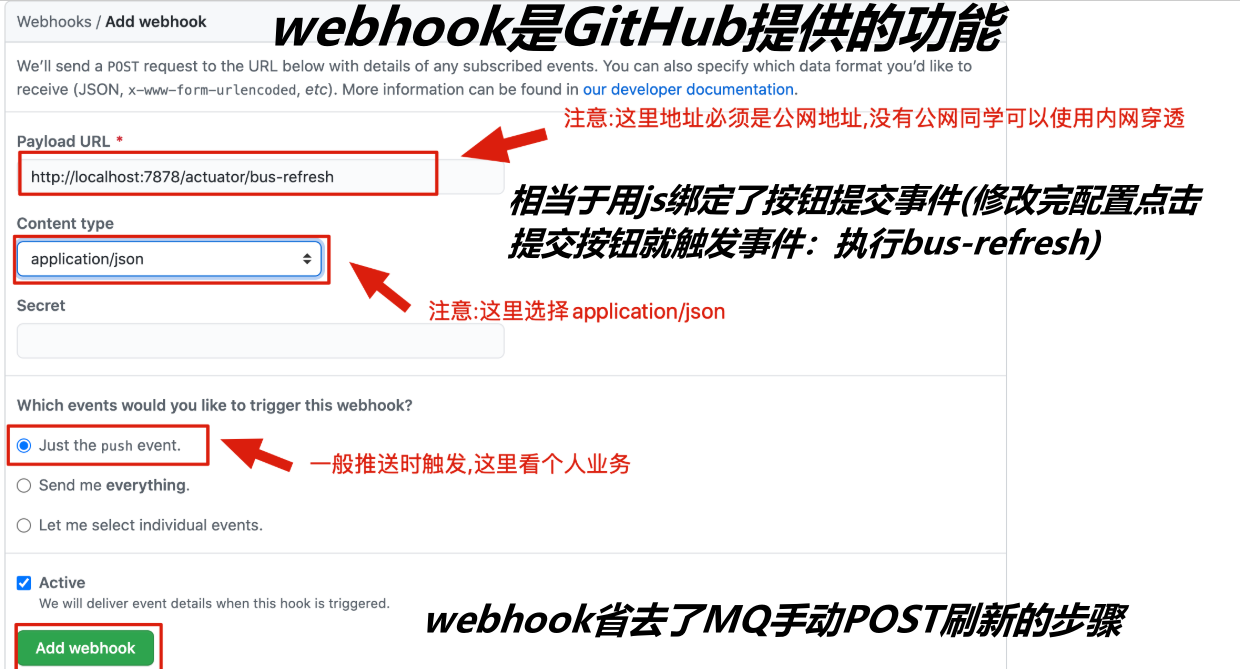 Webhooks / Add webhook
webhook是GitHub提供的功能
We'll send a POST request to the URL below with details of any subscribed events. You can also specify which data format you'd like to
receive (JSON, x-www-form-urlencoded, etc). More information can be found in our developer documentation.
注意:这里地址必须是公网地址,没有公网同学可以使用内网穿透
Payload URL *
http://localhost:7878/actuator/bus-refresh
相当于用js绑定了按钮提交事件(修改完配置点击
提交按钮就触发事件：执行bus-refresh)
Content type
application/json
注意:这里选择application/json
Secret
Which events would you like to trigger this webhook?
Just the push event.
一般推送时触发,这里看个人业务
Send me everything.
Let me select individual events.
Active
We will deliver event details when this hook is triggered.
webhook省去了MQ手动POST刷新的步骤
Add webhook